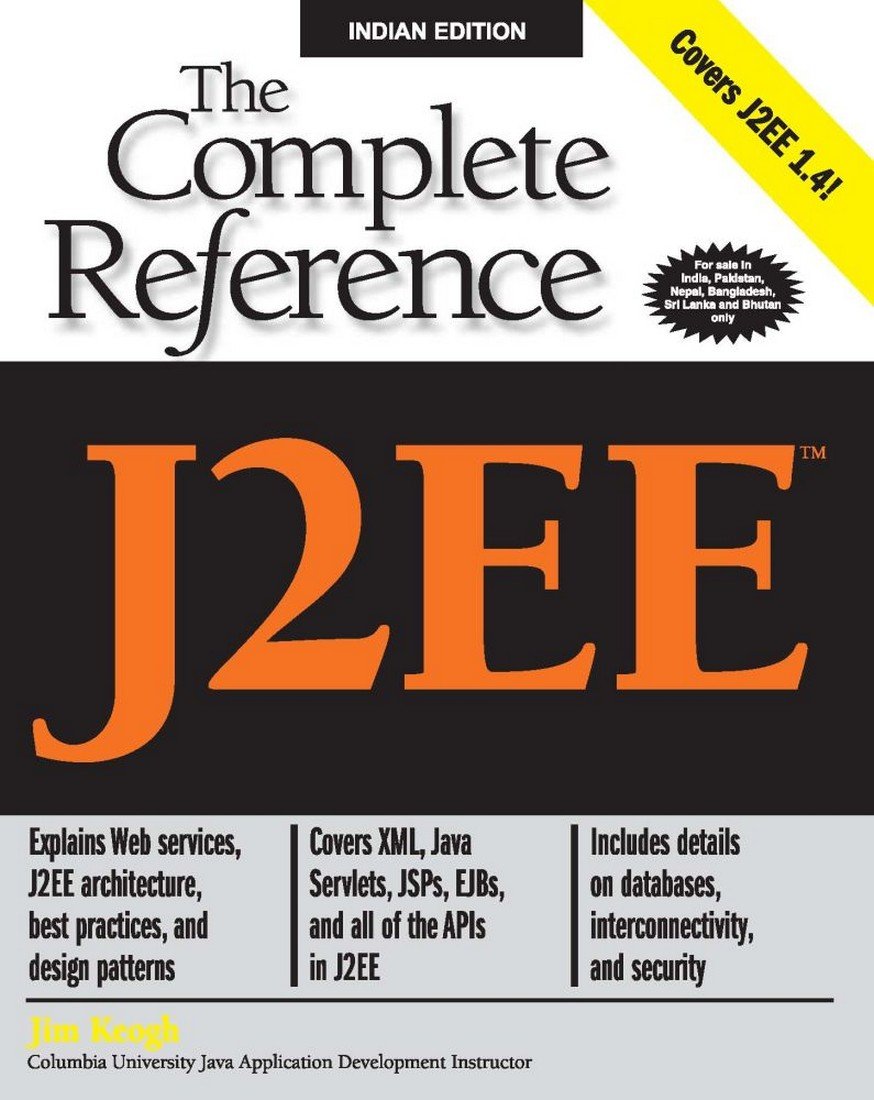 INDIAN EDITION
Covers J2EE 1.4!
The
Complete
Reference
For sale in
India, Pakistan,
Nepal, Bangladesh,
Sri Lanka and Bhutan
only
J2EE™
Explains Web services,
J2EE architecture,
best practices, and
design patterns
Covers XML, Java
Servlets, JSPs, EJBs,
and all of the APIs
in J2EE
Includes details
on databases,
interconnectivity,
and security
Jim Keogh
Columbia University Java Application Development Instructor